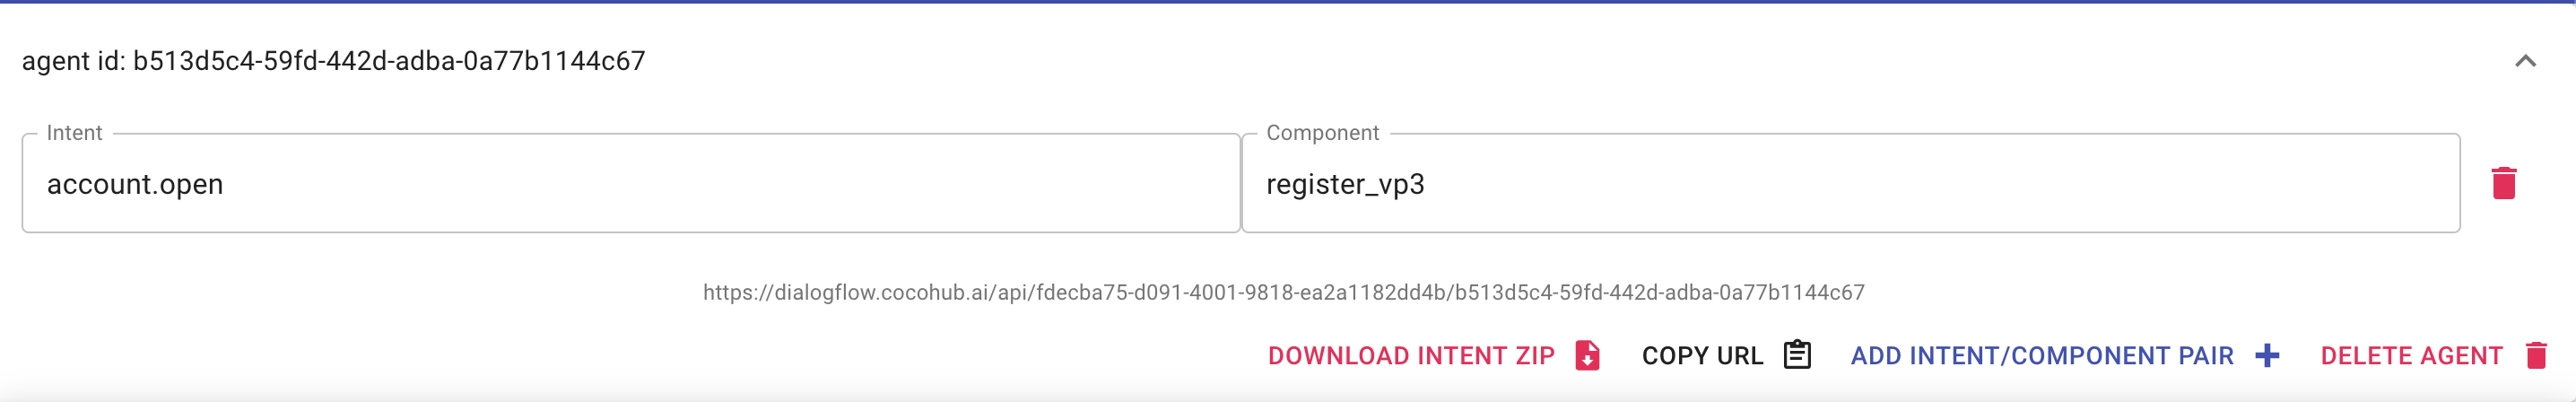 agent id: b513d5c4-59fd-442d-adba-0a77b1144c67
Intent
account.open
Component
register_vp3
https://dialogflow.cocohub.ai/api/fdecba75-d091-4001-9818-ea2a1182dd4b/b513d5c4-59fd-442d-adba-0a77b1144c67
DOWNLOAD INTENT ZIP COPY URL ADD INTENT/COMPONENT PAIR DELETE AGENT